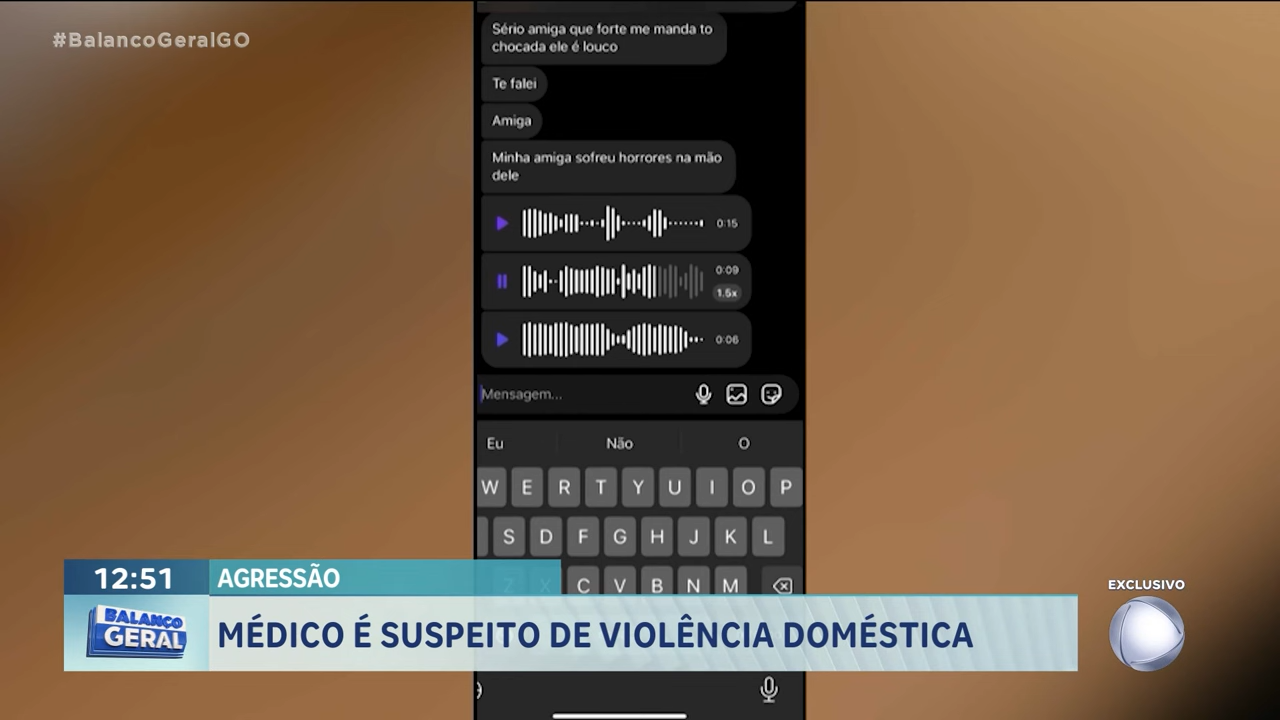 #BalancoGeralGO
Sério amiga que forte me manda to
chocada ele é louco
Te falei
Amiga
Minha amiga sofreu horrores na mão
dele
0:15
0:09
1.5x
0:06
Mensagem...
Eu Não O
W E R T Y U I O P
S D F G H J K L
Z X C V B N M
12:51 AGRESSÃO
BALANÇO
GERAL
MÉDICO É SUSPEITO DE VIOLÊNCIA DOMÉSTICA
EXCLUSIVO